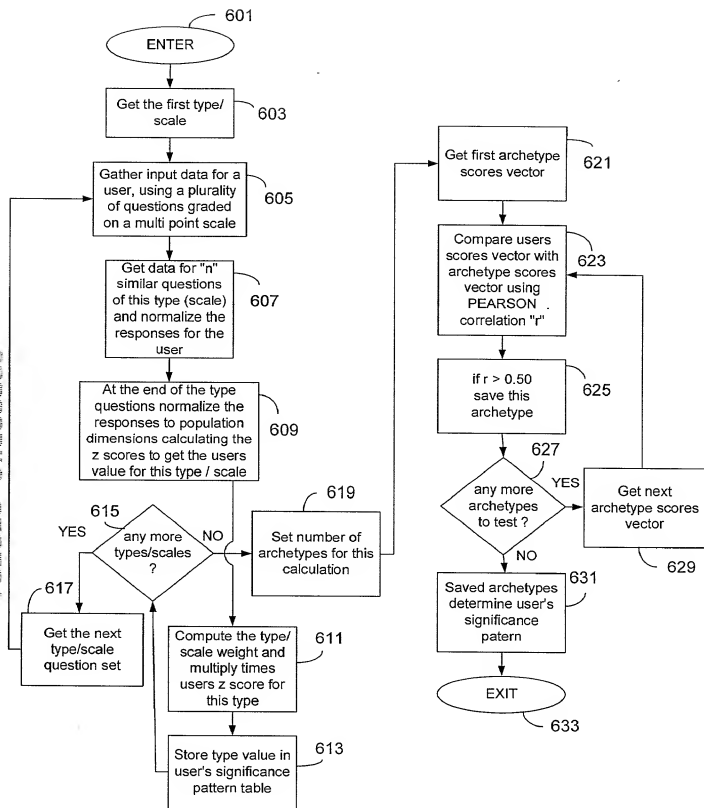 601
ENTER
Get the first type/
scale
603
Gather input data for a
user, using a plurality
of questions graded
on a multi point scale
605
Get data for "n"
similar questions
of this type (scale)
and normalize the
responses for the
user
607
At the end of the type
questions normalize the
responses to population
dimensions calculating the
z scores to get the users
value for this type / scale
609
615
any more
types/scales
?
YES
NO
617
Get the next
type/scale
question set
619
Set number of
archetypes for this
calculation
Compute the type/
scale weight and
multiply times
users z score for
this type
611
Store type value in
user's significance
pattern table
613
Get first archetype
scores vector
621
Compare users
scores vector with
archetype scores
vector using
PEARSON
correlation "r"
623
if r > 0.50
save this
archetype
625
627
any more
archetypes
to test ?
YES
NO
Get next
archetype scores
vector
629
Saved archetypes
determine user's
significance
patern
631
EXIT
633